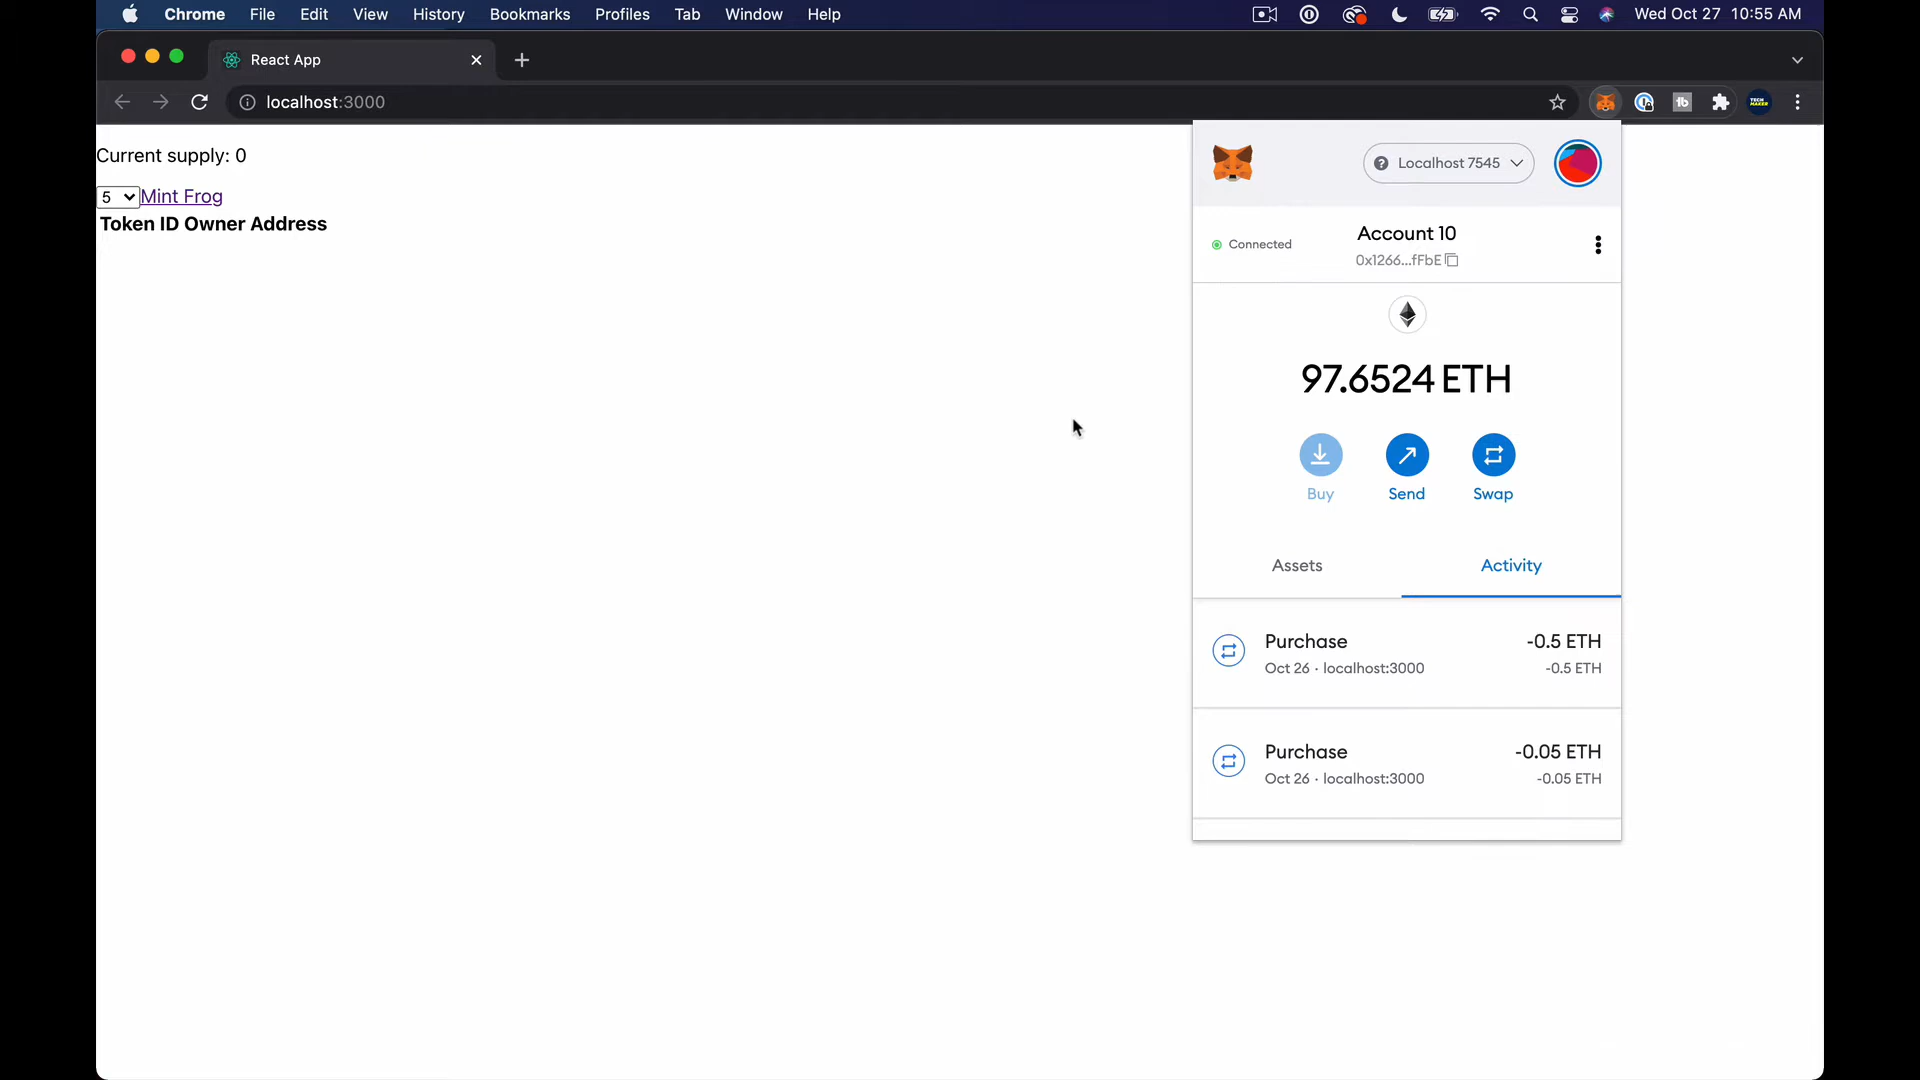 Chrome File Edit View History Bookmarks Profiles Tab Window Help
Wed Oct 27 10:55 AM
React App
localhost:3000
Current supply: 0
5 Mint Frog
Token ID Owner Address
Localhost 7545
Connected
Account 10
0x1266...fFbE
97.6524 ETH
Buy Send Swap
Assets Activity
Purchase -0.5 ETH
Oct 26 · localhost:3000 -0.5 ETH
Purchase -0.05 ETH
Oct 26 · localhost:3000 -0.05 ETH